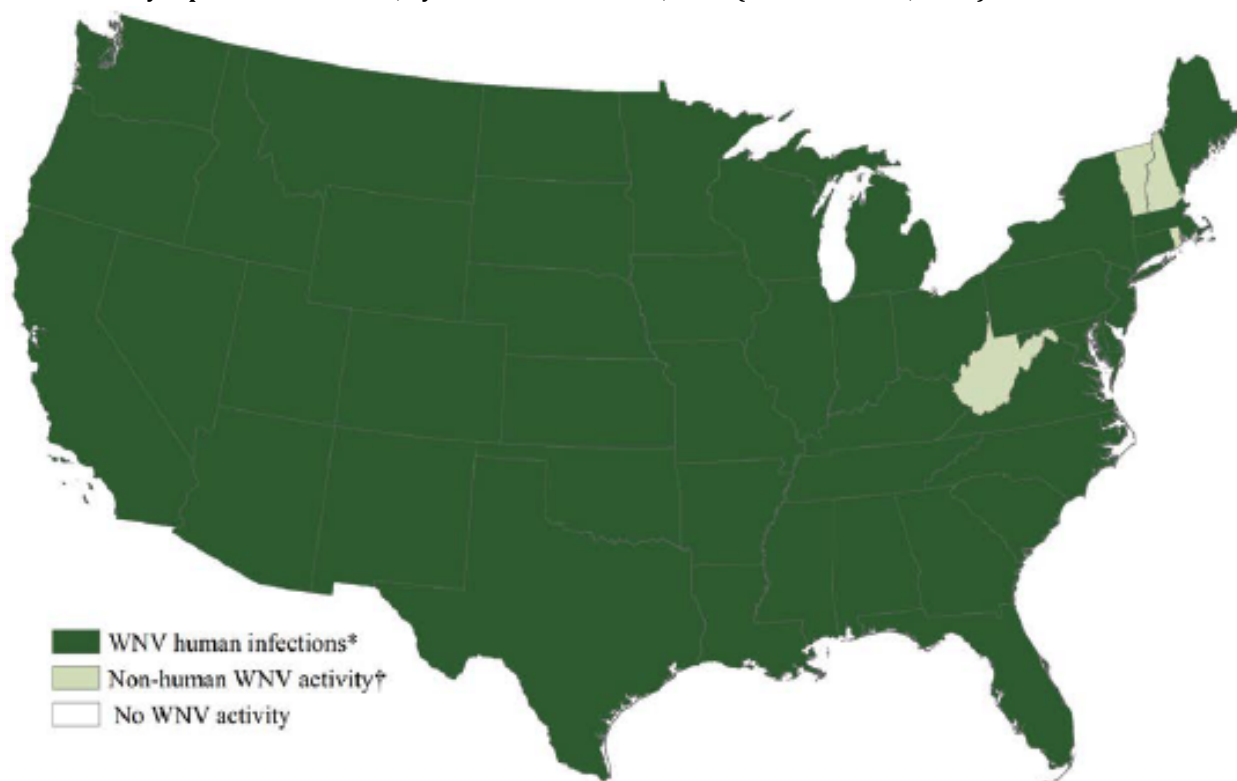 WNV human infections*
Non-human WNV activity†
No WNV activity